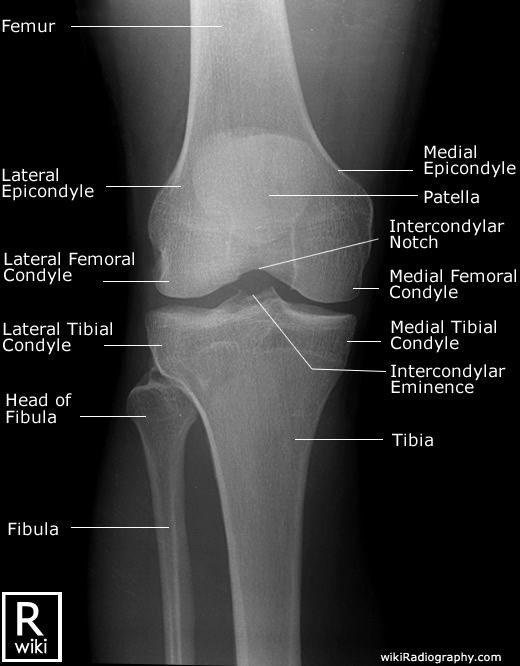 Femur
Medial
Epicondyle
Lateral
Epicondyle
Patella
Intercondylar
Notch
Lateral Femoral
Condyle
Medial Femoral
Condyle
Lateral Tibial
Condyle
Medial Tibial
Condyle
Intercondylar
Eminence
Head of
Fibula
Tibia
Fibula
R
wiki
wikiRadiography.com